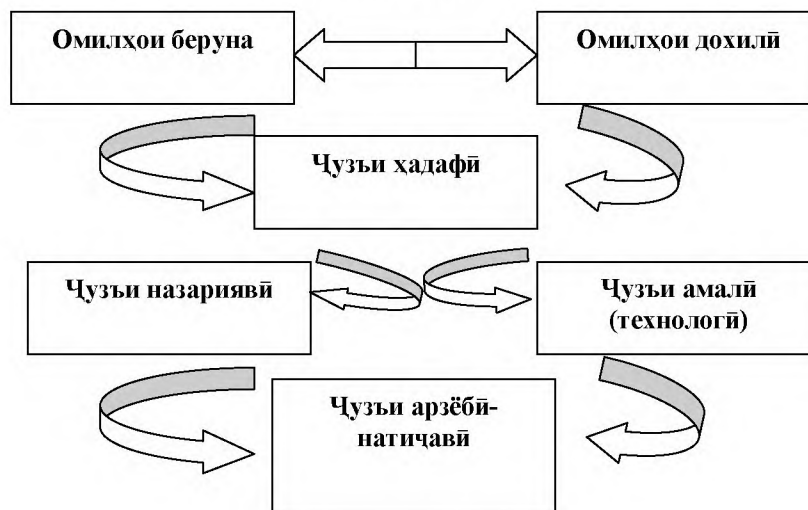 Омилҳои беруна
Омилҳои дохилӣ
Ҷузъи ҳадафӣ
Ҷузъи назариявӣ
Ҷузъи амалӣ
(технологӣ)
Ҷузъи арзёбӣ-
натиҷавӣ